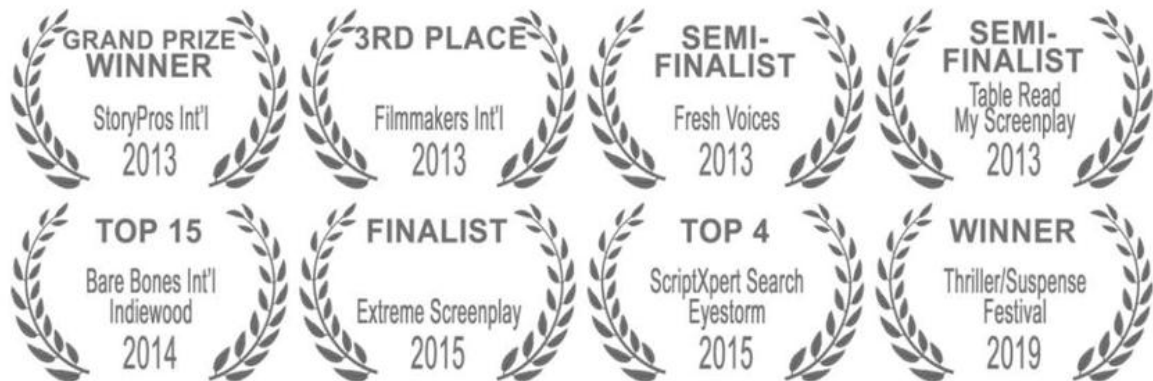 GRAND PRIZE
WINNER
StoryPros Int'l
2013
3RD PLACE
Filmmakers Int'l
2013
SEMI-
FINALIST
Fresh Voices
2013
SEMI-
FINALIST
Table Read
My Screenplay
2013
TOP 15
Bare Bones Int'l
Indiewood
2014
FINALIST
Extreme Screenplay
2015
TOP 4
ScriptXpert Search
Eyestorm
2015
WINNER
Thriller/Suspense
Festival
2019